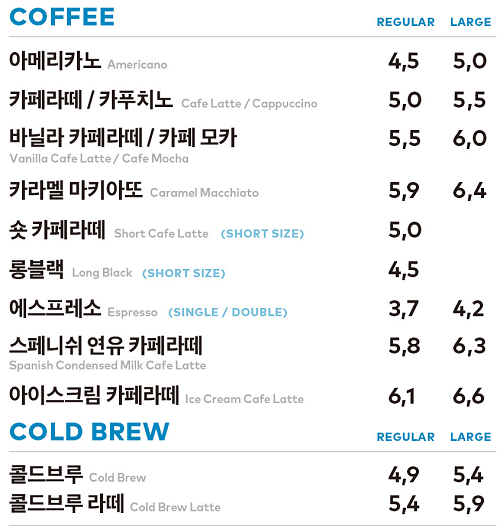 COFFEE REGULAR LARGE
아메리카노 Americano 4,5 5,0
카페라떼 / 카푸치노 Cafe Latte / Cappuccino 5,0 5,5
바닐라 카페라떼 / 카페 모카 5,5 6,0
Vanilla Cafe Latte / Cafe Mocha
카라멜 마키아또 Caramel Macchiato 5,9 6,4
숏 카페라떼 Short Cafe Latte (SHORT SIZE) 5,0
롱블랙 Long Black (SHORT SIZE) 4,5
에스프레소 Espresso (SINGLE / DOUBLE) 3,7 4,2
스페니쉬 연유 카페라떼 5,8 6,3
Spanish Condensed Milk Cafe Latte
아이스크림 카페라떼 Ice Cream Cafe Latte 6,1 6,6
COLD BREW REGULAR LARGE
콜드브루 Cold Brew 4,9 5,4
콜드브루 라떼 Cold Brew Latte 5,4 5,9